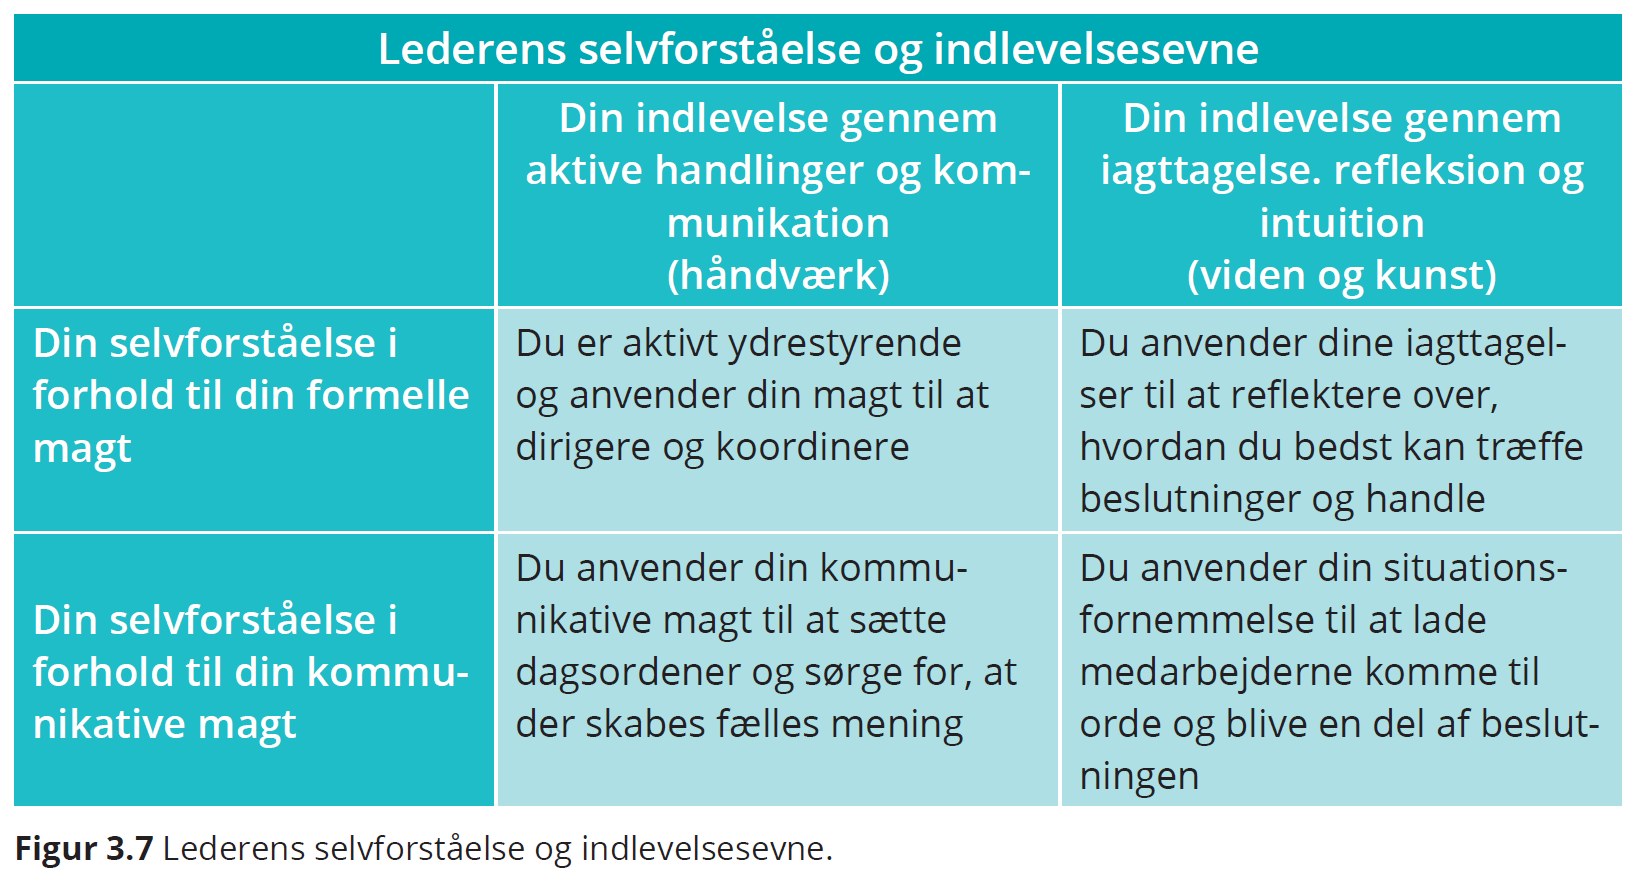 Lederens selvforståelse og indlevelsesevne
Din indlevelse gennem
aktive handlinger og kom-
munikation
(håndværk)
Din indlevelse gennem
iagttagelse. refleksion og
intuition
(viden og kunst)
Din selvforståelse i
forhold til din formelle
magt
Du er aktivt ydrestyrende
og anvender din magt til at
dirigere og koordinere
Du anvender dine iagttagel-
ser til at reflektere over,
hvordan du bedst kan træffe
beslutninger og handle
Din selvforståelse i
forhold til din kommu-
nikative magt
Du anvender din kommu-
nikative magt til at sætte
dagsordener og sørge for, at
der skabes fælles mening
Du anvender din situations-
fornemmelse til at lade
medarbejderne komme til
orde og blive en del af beslut-
ningen
Figur 3.7 Lederens selvforståelse og indlevelsesevne.